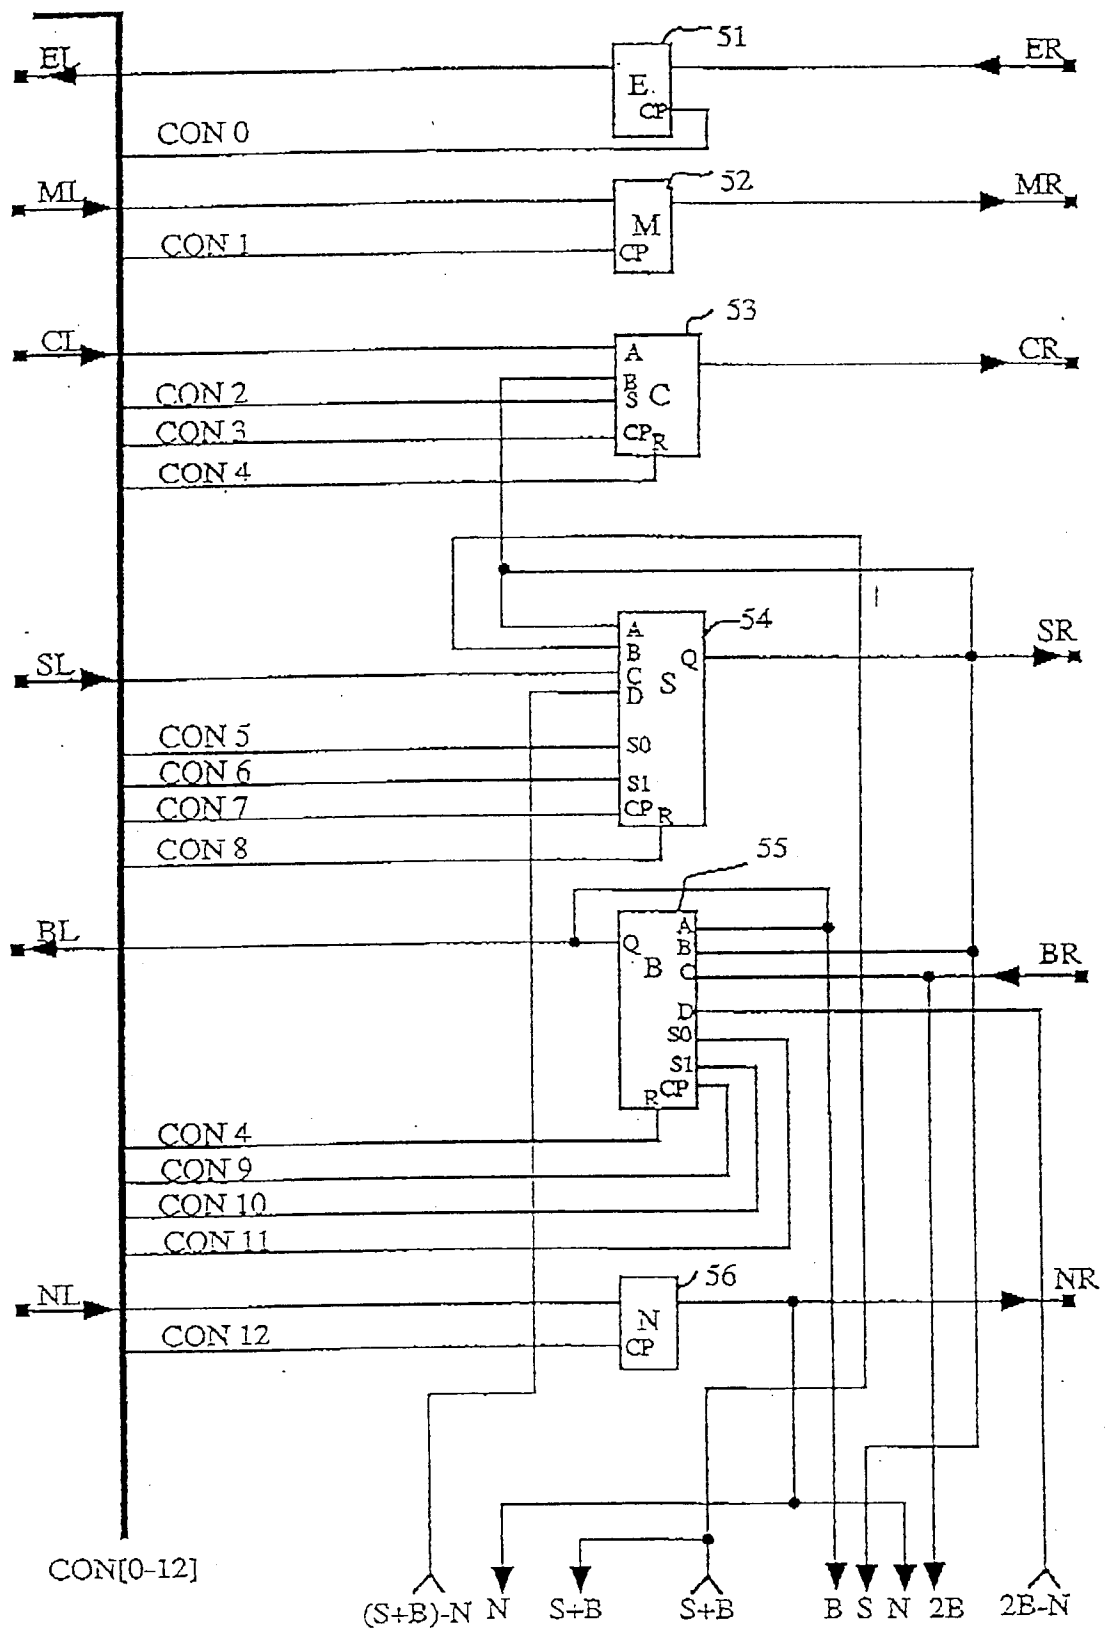 51
EL
ER
E
CP
CON 0
ML
52
MR
M
CON 1
CP
53
CL
CR
A
B
CON 2
S
C
CON 3
CP
R
CON 4
54
A
SR
B
Q
SL
C
S
D
CON 5
S0
CON 6
S1
CON 7
CP
R
CON 8
55
BL
A
Q
B
BR
B
C
D
S0
S1
CP
R
CON 4
CON 9
CON 10
CON 11
56
NL
NR
N
CON 12
CP
CON[0-12]
(S+B)-N N S+B S+B B S N 2B 2B-N